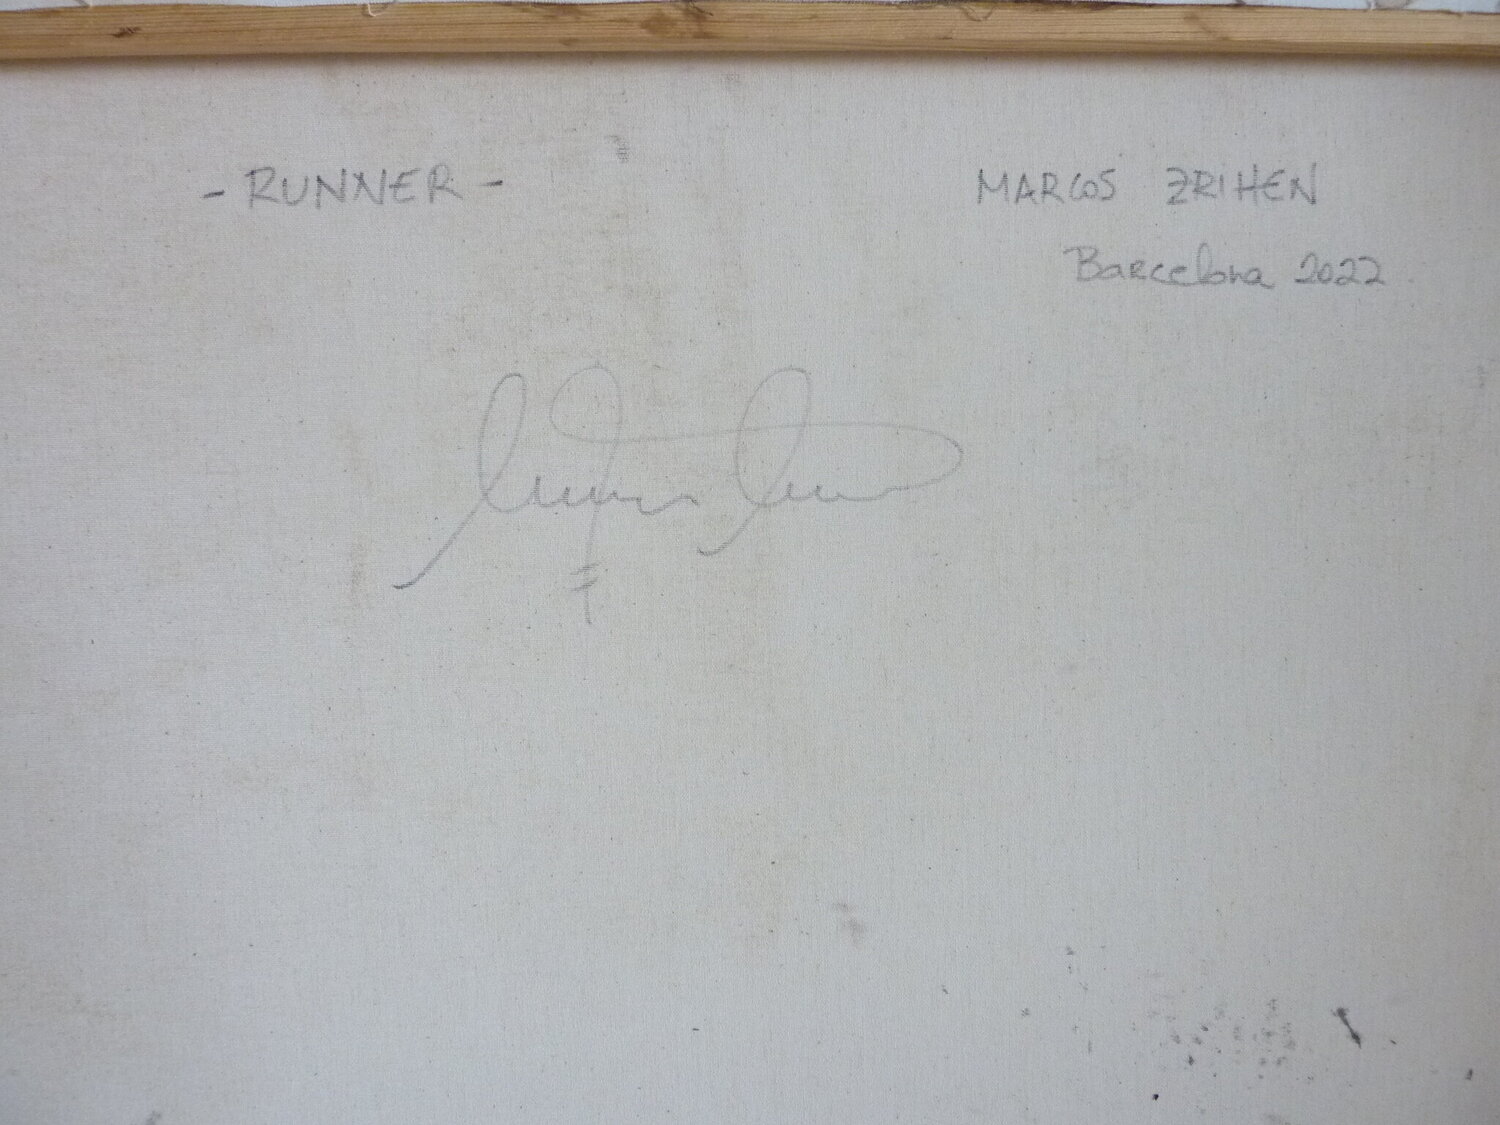 - RUNNER -
MARCOS ZRIHEN
Barcelona 2022